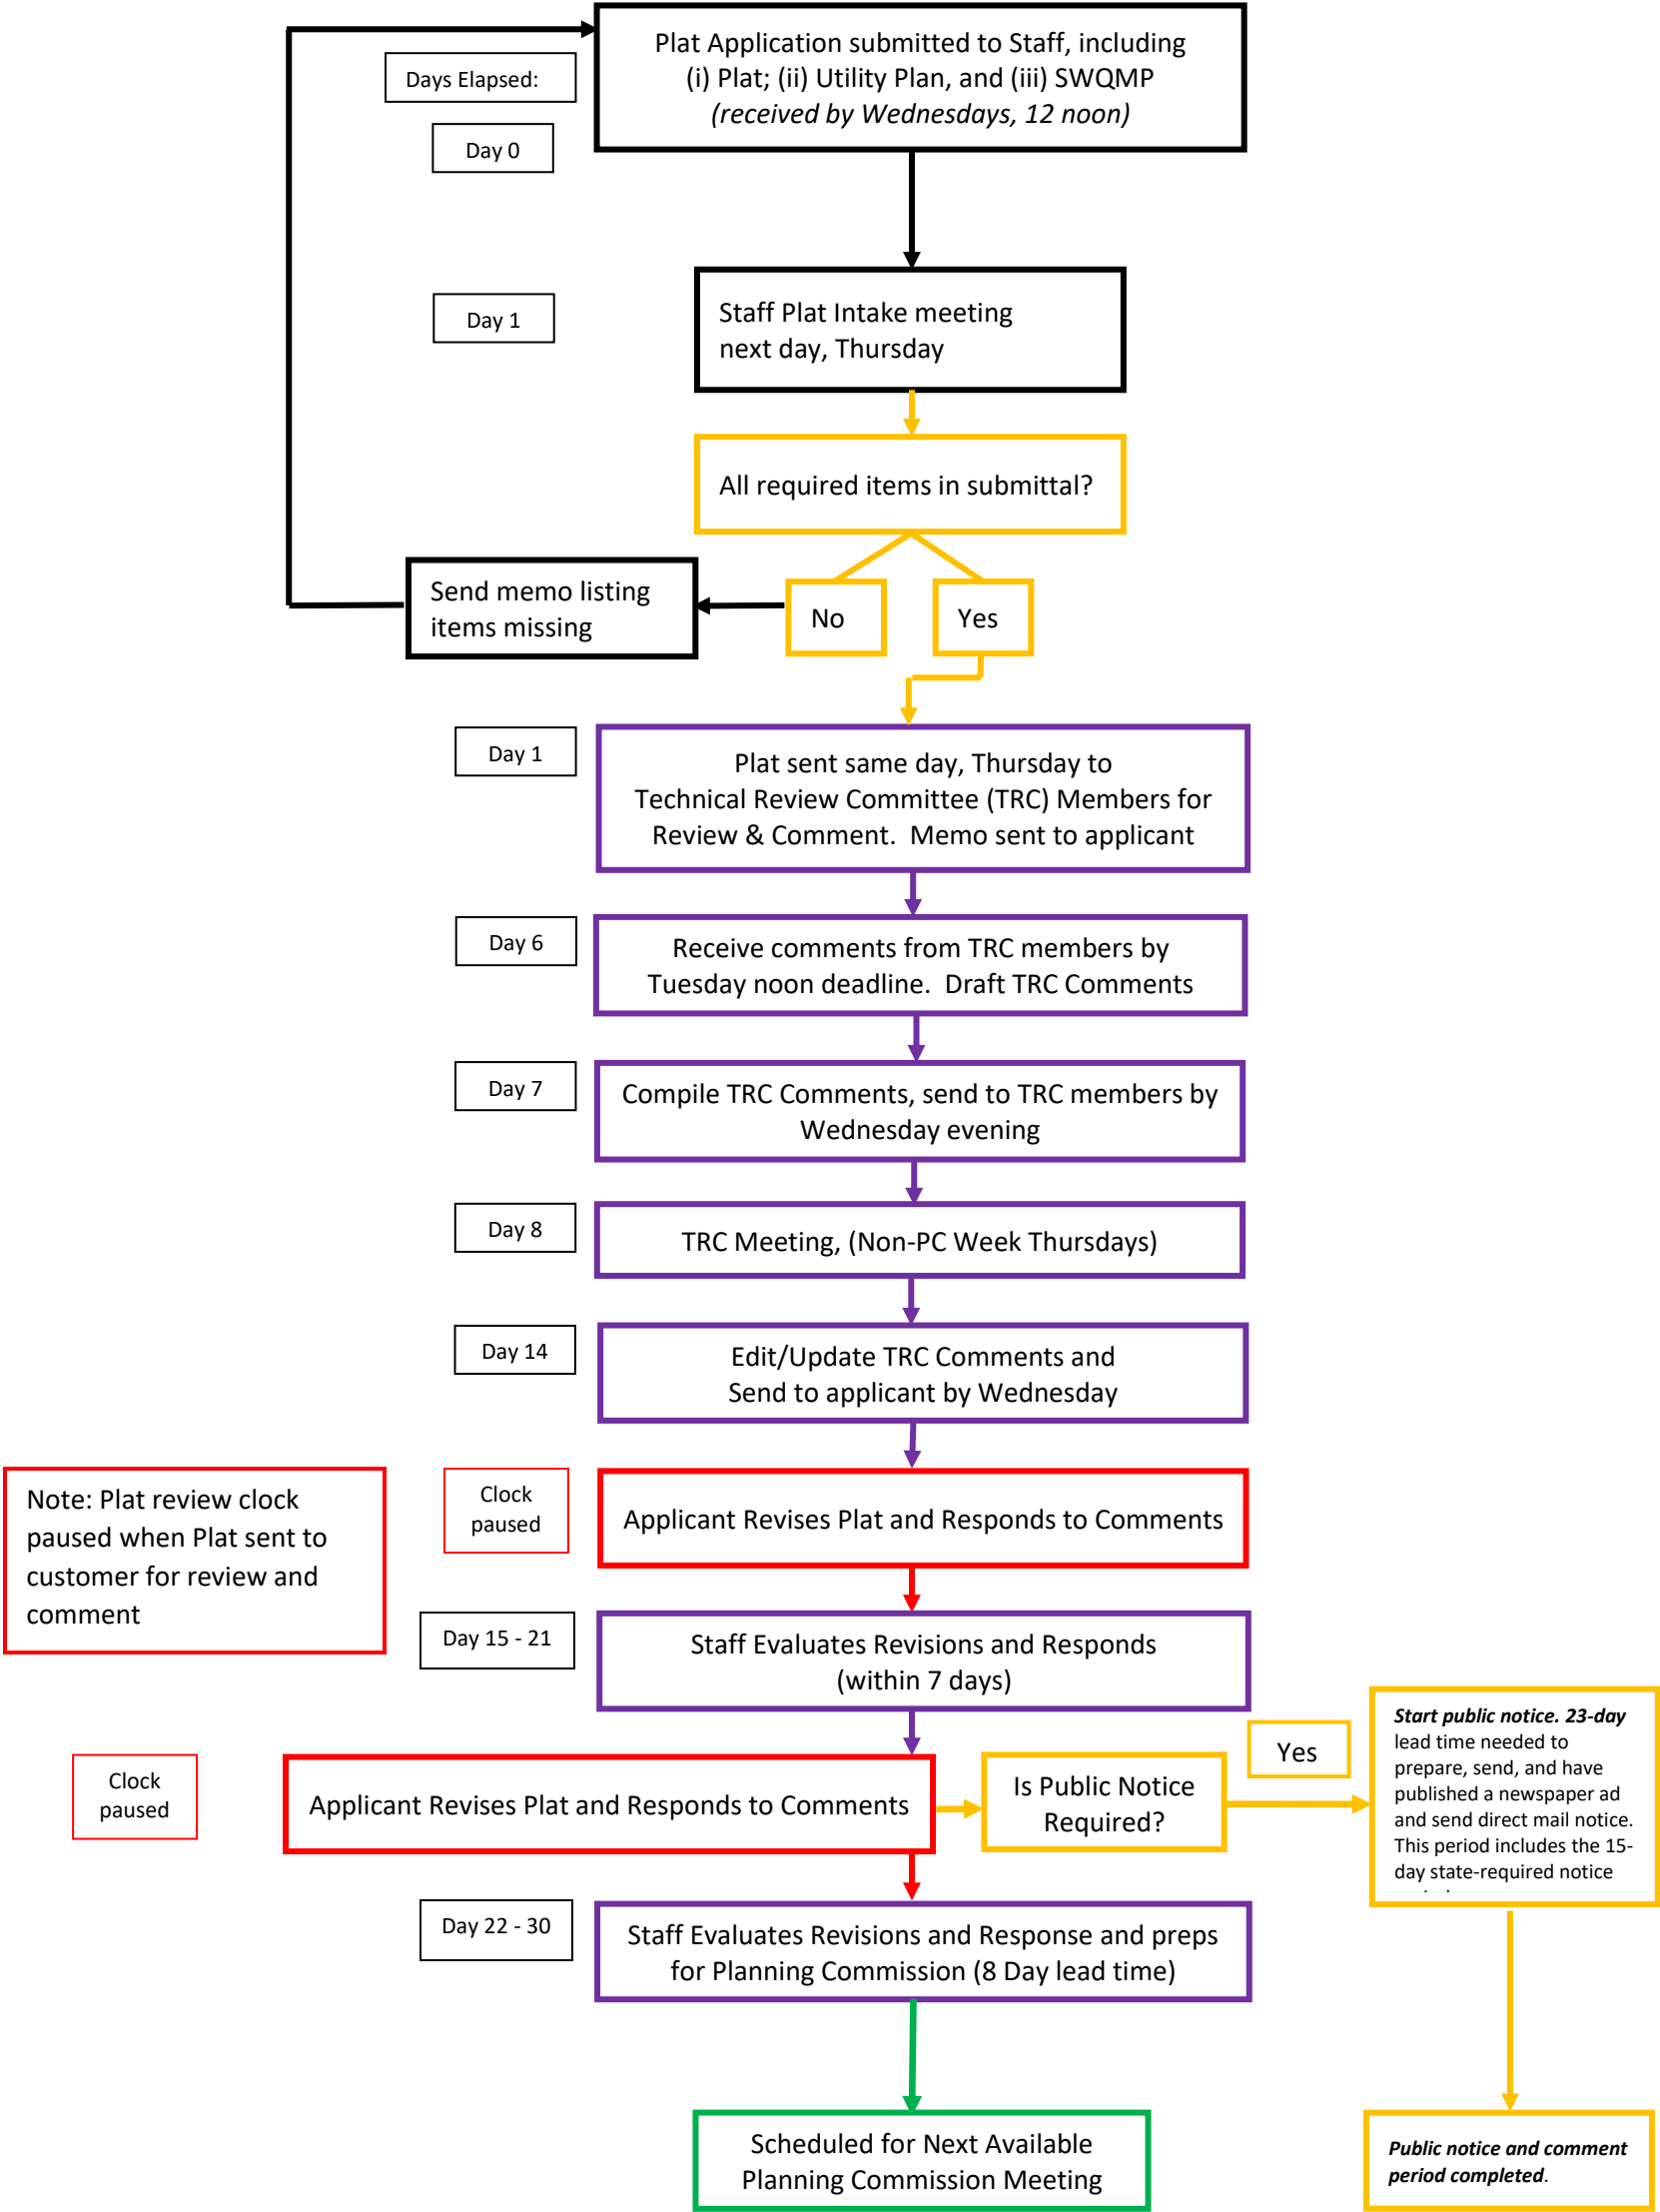 Plat Application submitted to Staff, including
(i) Plat; (ii) Utility Plan, and (iii) SWQMP
(received by Wednesdays, 12 noon)
Days Elapsed:
Day 0
Day 1
Staff Plat Intake meeting
next day, Thursday
All required items in submittal?
Send memo listing
items missing
No
Yes
Day 1
Plat sent same day, Thursday to
Technical Review Committee (TRC) Members for
Review & Comment.  Memo sent to applicant
Day 6
Receive comments from TRC members by
Tuesday noon deadline.  Draft TRC Comments
Day 7
Compile TRC Comments, send to TRC members by
Wednesday evening
Day 8
TRC Meeting, (Non-PC Week Thursdays)
Day 14
Edit/Update TRC Comments and
Send to applicant by Wednesday
Note: Plat review clock
paused when Plat sent to
customer for review and
comment
Clock
paused
Applicant Revises Plat and Responds to Comments
Day 15 - 21
Staff Evaluates Revisions and Responds
(within 7 days)
Clock
paused
Applicant Revises Plat and Responds to Comments
Is Public Notice
Required?
Yes
Start public notice. 23-day
lead time needed to
prepare, send, and have
published a newspaper ad
and send direct mail notice.
This period includes the 15-
day state-required notice
Day 22 - 30
Staff Evaluates Revisions and Response and preps
for Planning Commission (8 Day lead time)
Scheduled for Next Available
Planning Commission Meeting
Public notice and comment
period completed.